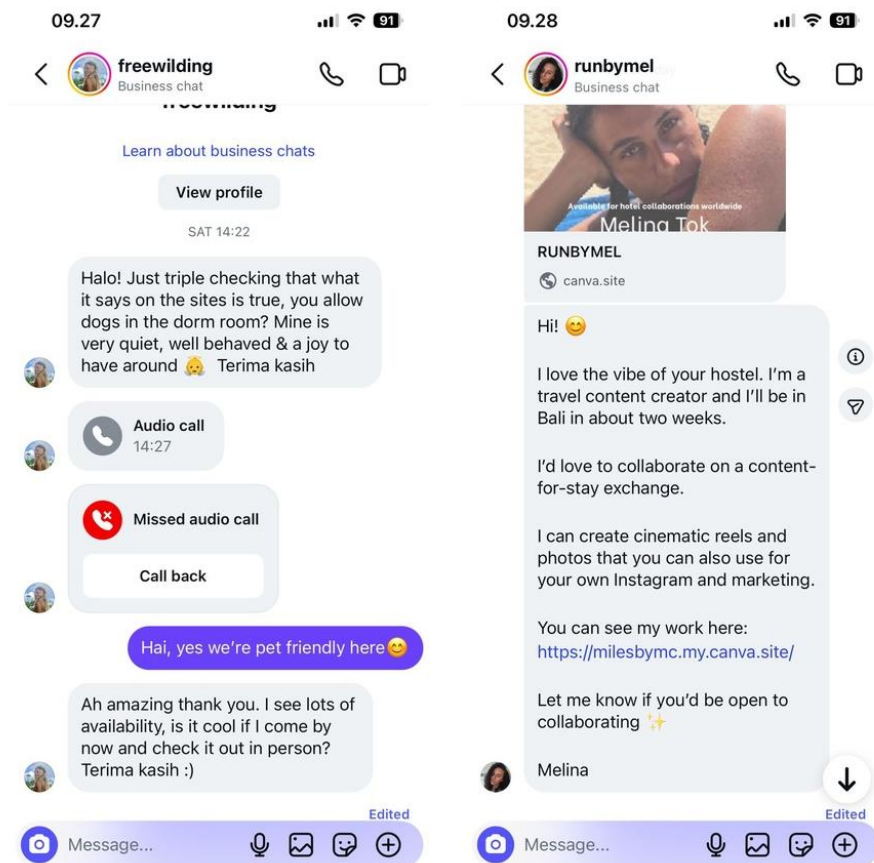 09.27
91
freewilding
Business chat
freewilding
Learn about business chats
View profile
SAT 14:22
Halo! Just triple checking that what
it says on the sites is true, you allow
dogs in the dorm room? Mine is
very quiet, well behaved & a joy to
have around 👼 Terima kasih
Audio call
14:27
Missed audio call
Call back
Hai, yes we're pet friendly here😊
Ah amazing thank you. I see lots of
availability, is it cool if I come by
now and check it out in person?
Terima kasih :)
Edited
Message...
09.28
91
runbymel
Business chat
Available for hotel collaborations worldwide
Melina Tok
RUNBYMEL
canva.site
Hi! 😊
I love the vibe of your hostel. I'm a
travel content creator and I'll be in
Bali in about two weeks.
I'd love to collaborate on a content-
for-stay exchange.
I can create cinematic reels and
photos that you can also use for
your own Instagram and marketing.
You can see my work here:
https://milesbymc.my.canva.site/
Let me know if you'd be open to
collaborating ✨
Melina
Edited
Message...